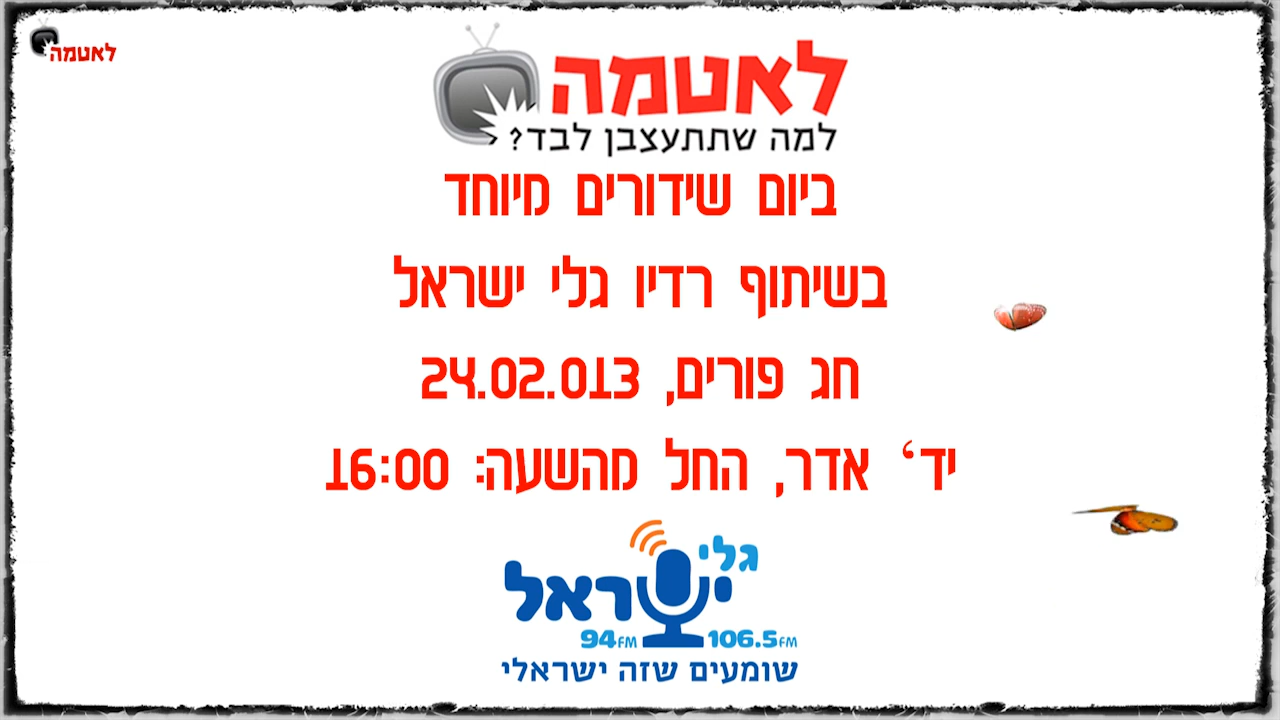 לאטמה
לאטמה
למה שתתעצבן לבד?
ביום שידורים מיוחד
בשיתוף רדיו גלי ישראל
חג פורים, 24.02.013
יד' אדר, החל מהשעה: 16:00
גלי
ישראל
94FM 106.5FM
שומעים שזה ישראלי